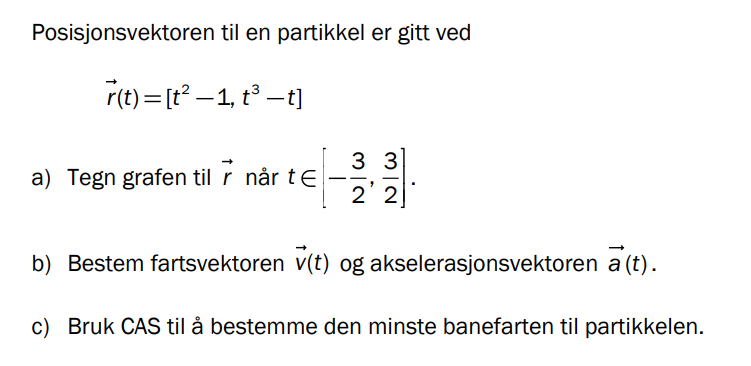 Posisjonsvektoren til en partikkel er gitt ved
$\vec{r}(t) = [t^2 - 1, t^3 - t]$
a) Tegn grafen til $\vec{r}$ når $t \in \left[-\frac{3}{2}, \frac{3}{2}\right]$.
b) Bestem fartsvektoren $\vec{v}(t)$ og akselerasjonsvektoren $\vec{a}(t)$.
c) Bruk CAS til å bestemme den minste banefarten til partikkelen.